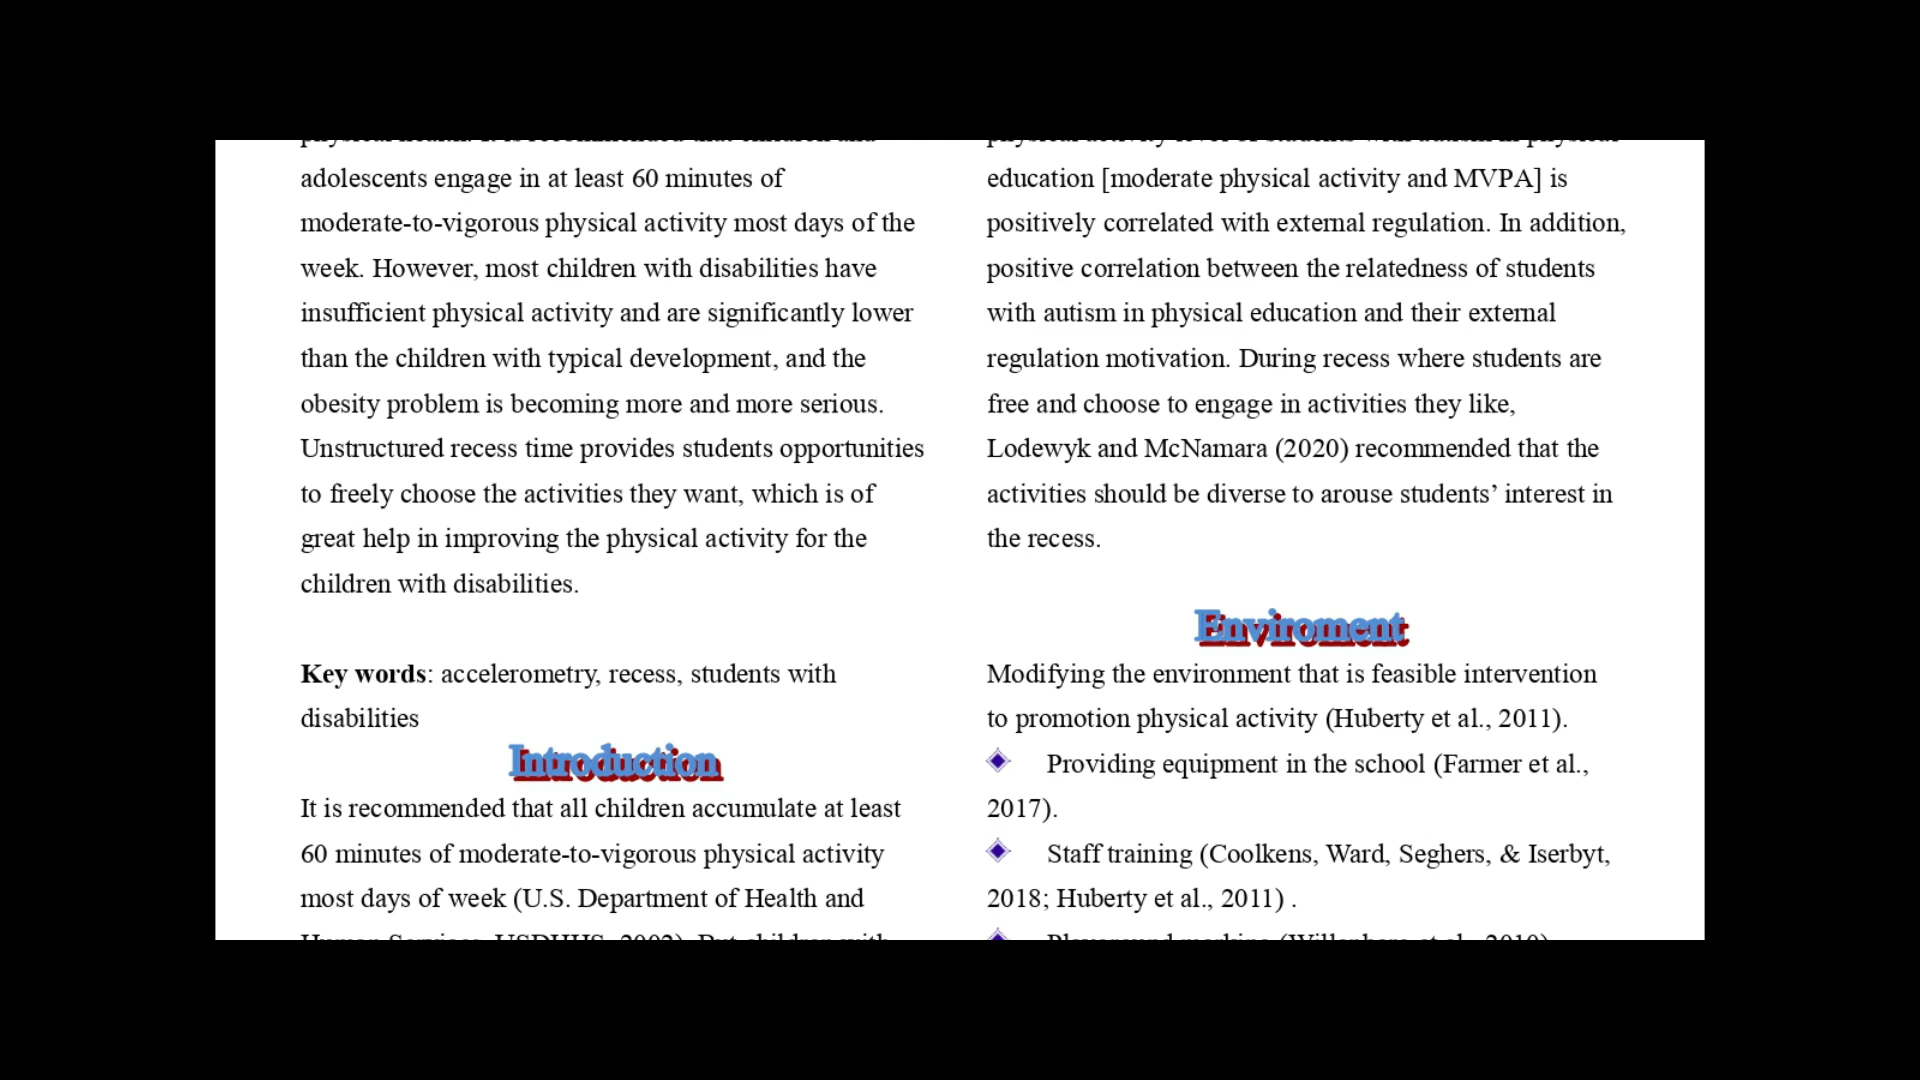 adolescents engage in at least 60 minutes of
moderate-to-vigorous physical activity most days of the
week. However, most children with disabilities have
insufficient physical activity and are significantly lower
than the children with typical development, and the
obesity problem is becoming more and more serious.
Unstructured recess time provides students opportunities
to freely choose the activities they want, which is of
great help in improving the physical activity for the
children with disabilities.
Key words: accelerometry, recess, students with
disabilities
Introduction
It is recommended that all children accumulate at least
60 minutes of moderate-to-vigorous physical activity
most days of week (U.S. Department of Health and
education [moderate physical activity and MVPA] is
positively correlated with external regulation. In addition,
positive correlation between the relatedness of students
with autism in physical education and their external
regulation motivation. During recess where students are
free and choose to engage in activities they like,
Lodewyk and McNamara (2020) recommended that the
activities should be diverse to arouse students’ interest in
the recess.
Enviroment
Modifying the environment that is feasible intervention
to promotion physical activity (Huberty et al., 2011).
Providing equipment in the school (Farmer et al.,
2017).
Staff training (Coolkens, Ward, Seghers, & Iserbyt,
2018; Huberty et al., 2011) .